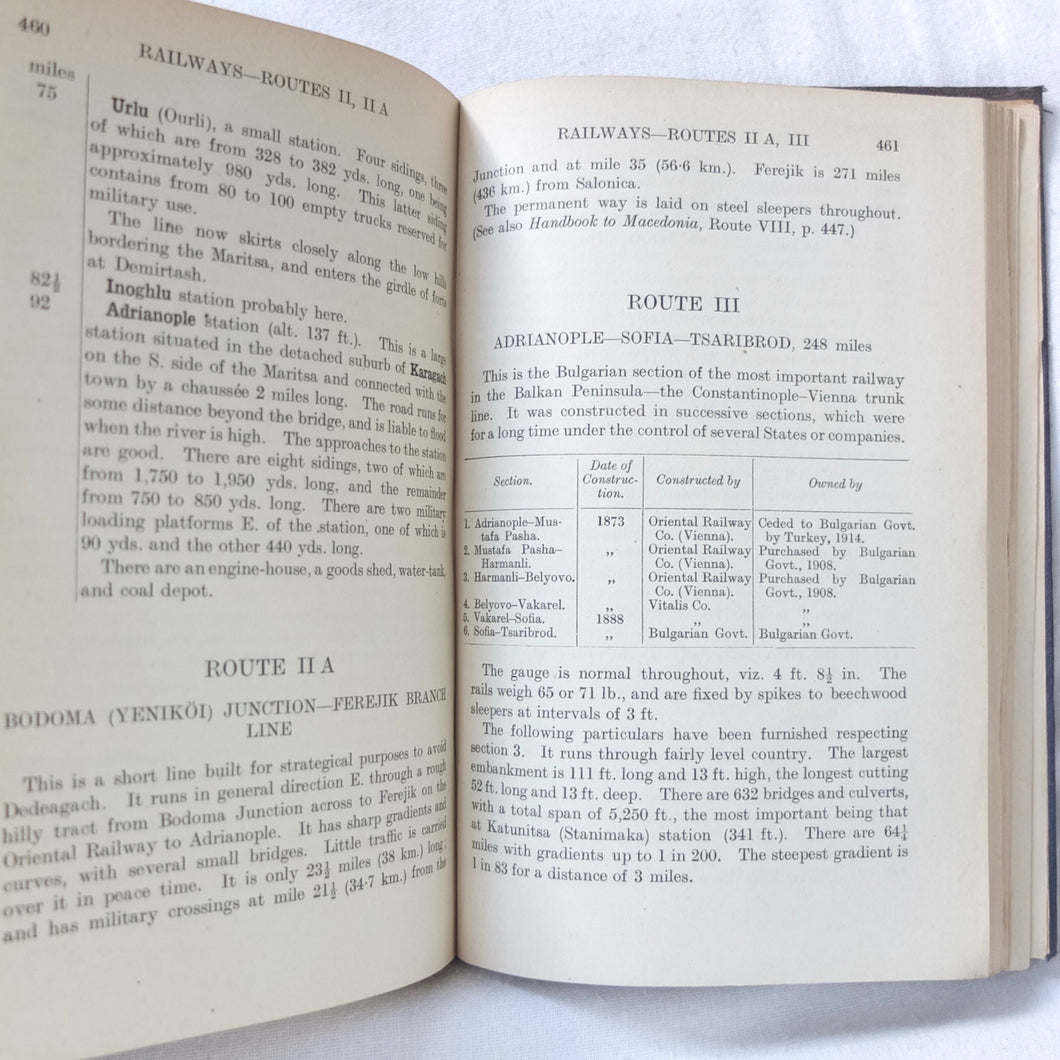 460
RAILWAYS—ROUTES II, II A
miles
75
Urlu (Ourli), a small station. Four sidings, three
of which are from 328 to 382 yds. long, one being
approximately 980 yds. long. This latter siding
contains from 80 to 100 empty trucks reserved for
military use.
The line now skirts closely along the low hills
bordering the Maritsa, and enters the girdle of forts
at Demirtash.
82½
Inoghlu station probably here.
92
Adrianople station (alt. 137 ft.). This is a large
station situated in the detached suburb of Karagach
on the S. side of the Maritsa and connected with the
town by a chaussée 2 miles long. The road runs for
some distance beyond the bridge, and is liable to flood
when the river is high. The approaches to the station
are good. There are eight sidings, two of which are
from 1,750 to 1,950 yds. long, and the remainder
from 750 to 850 yds. long. There are two military
loading platforms E. of the station, one of which is
90 yds. and the other 440 yds. long.
There are an engine-house, a goods shed, water-tank,
and coal depot.
ROUTE II A
BODOMA (YENIKÖI) JUNCTION—FEREJIK BRANCH
LINE
This is a short line built for strategical purposes to avoid
Dedeagach. It runs in general direction E. through a rough
hilly tract from Bodoma Junction across to Ferejik on the
Oriental Railway to Adrianople. It has sharp gradients and
curves, with several small bridges. Little traffic is carried
over it in peace time. It is only 23½ miles (38 km.) long;
and has military crossings at mile 21½ (34·7 km.) from the
RAILWAYS—ROUTES II A, III
461
Junction and at mile 35 (56·6 km.). Ferejik is 271 miles
(436 km.) from Salonica.
The permanent way is laid on steel sleepers throughout.
(See also Handbook to Macedonia, Route VIII, p. 447.)
ROUTE III
ADRIANOPLE—SOFIA—TSARIBROD, 248 miles
This is the Bulgarian section of the most important railway
in the Balkan Peninsula—the Constantinople–Vienna trunk
line. It was constructed in successive sections, which were
for a long time under the control of several States or companies.
Section. Date of Construc-tion. Constructed by Owned by
1. Adrianople–Mus- 1873 Oriental Railway Ceded to Bulgarian Govt.
tafa Pasha. Co. (Vienna). by Turkey, 1914.
2. Mustafa Pasha– „ Oriental Railway Purchased by Bulgarian
Harmanli. Co. (Vienna). Govt., 1908.
3. Harmanli–Belyovo. „ Oriental Railway Purchased by Bulgarian
Co. (Vienna). Govt., 1908.
4. Belyovo–Vakarel. „ Vitalis Co. „
5. Vakarel–Sofia. 1888 „ „
6. Sofia–Tsaribrod. „ Bulgarian Govt. Bulgarian Govt.
The gauge is normal throughout, viz. 4 ft. 8½ in. The
rails weigh 65 or 71 lb., and are fixed by spikes to beechwood
sleepers at intervals of 3 ft.
The following particulars have been furnished respecting
section 3. It runs through fairly level country. The largest
embankment is 111 ft. long and 13 ft. high, the longest cutting
52 ft. long and 13 ft. deep. There are 632 bridges and culverts,
with a total span of 5,250 ft., the most important being that
at Katunitsa (Stanimaka) station (341 ft.). There are 64¼
miles with gradients up to 1 in 200. The steepest gradient is
1 in 83 for a distance of 3 miles.